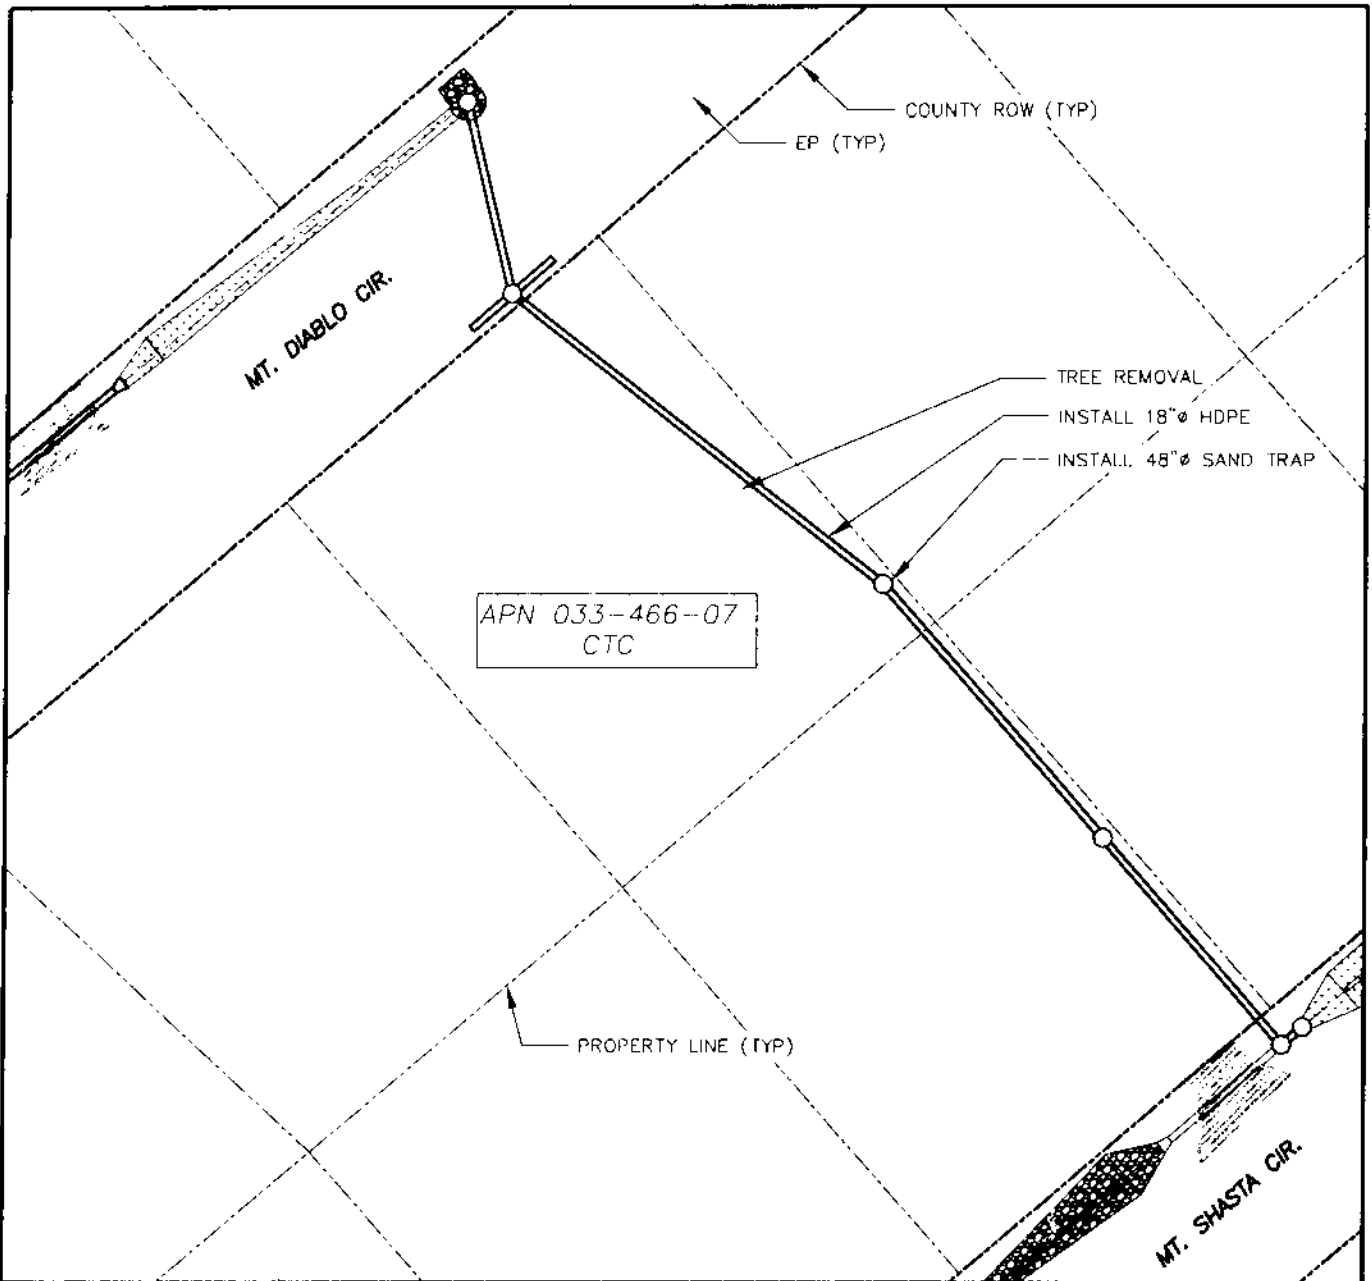 COUNTY ROW (TYP)
EP (TYP)
MT. DIABLO CIR.
TREE REMOVAL
INSTALL 18"ø HDPE
INSTALL 48"ø SAND TRAP
APN 033-466-07
CTC
PROPERTY LINE (TYP)
MT. SHASTA CIR.